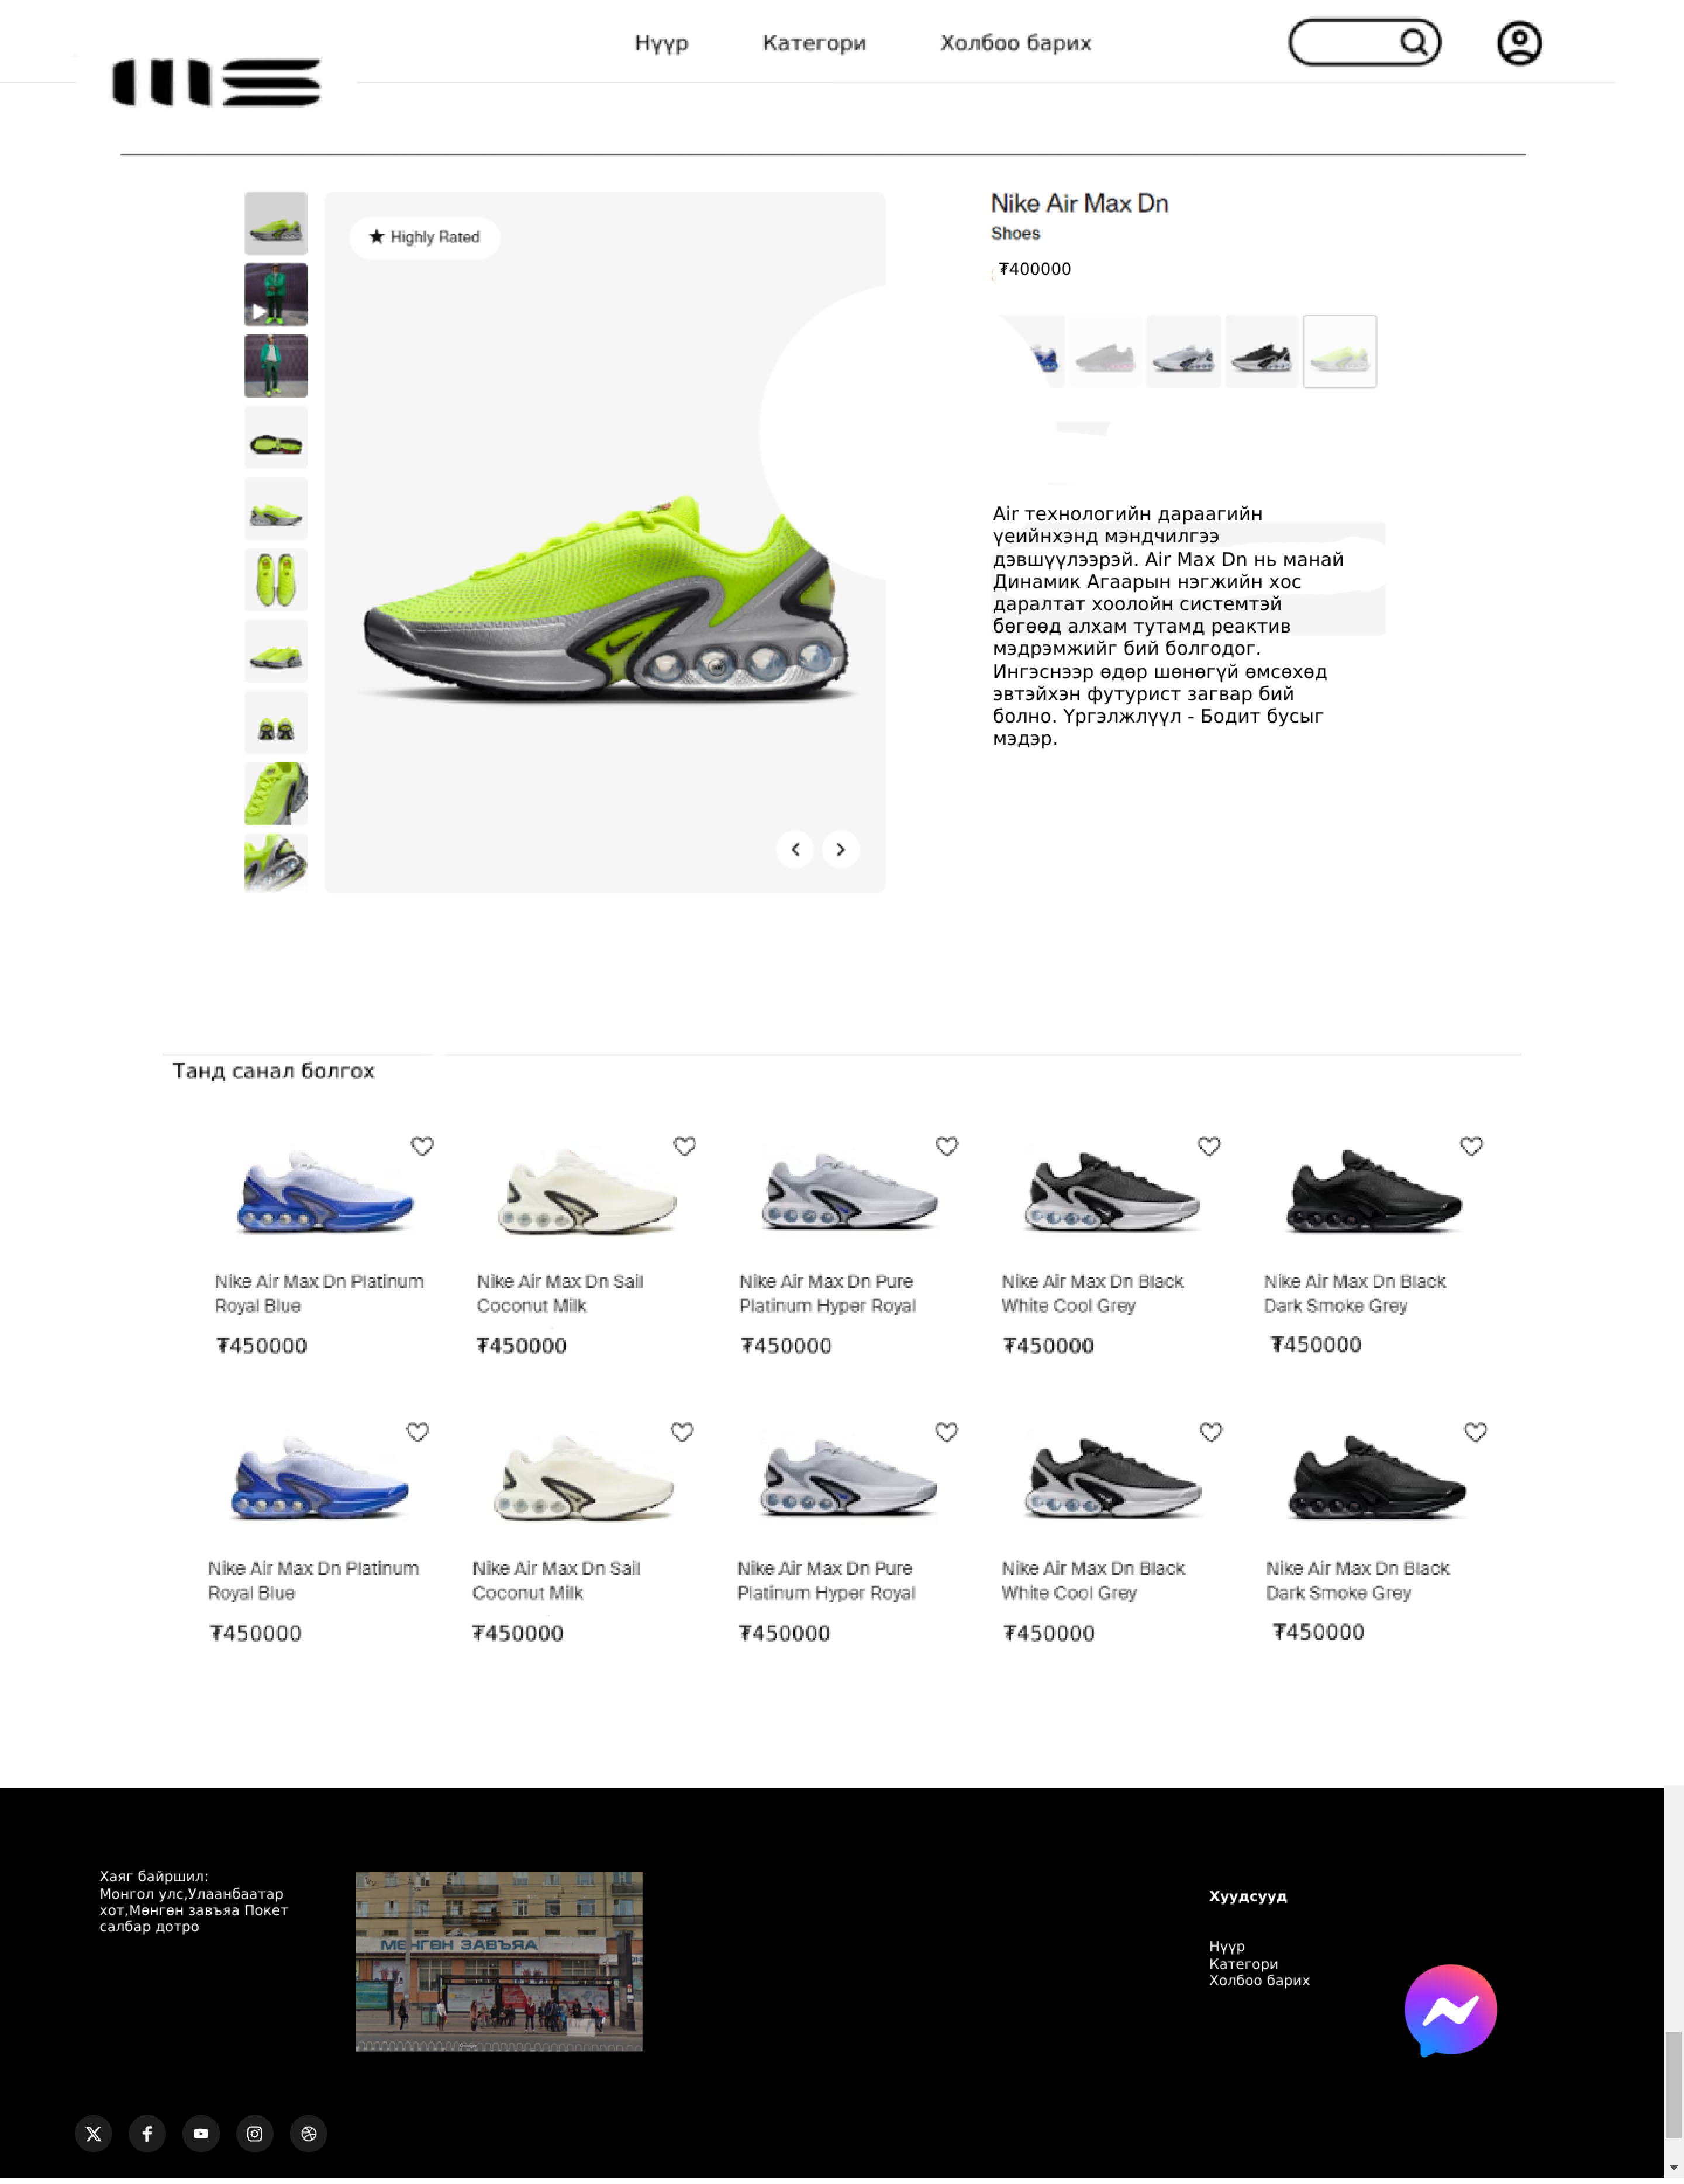 Нүүр Категори Холбоо барих
ms
★ Highly Rated
Nike Air Max Dn
Shoes
₮400000
Air технологийн дараагийн
үеийнхэнд мэндчилгээ
дэвшүүлээрэй. Air Max Dn нь манай
Динамик Агаарын нэгжийн хос
даралтат хоолойн системтэй
бөгөөд алхам тутамд реактив
мэдрэмжийг бий болгодог.
Ингэснээр өдөр шөнөгүй өмсөхөд
эвтэйхэн футурист загвар бий
болно. Үргэлжлүүл - Бодит бусыг
мэдэр.
Танд санал болгох
Nike Air Max Dn Platinum
Royal Blue
₮450000
Nike Air Max Dn Sail
Coconut Milk
₮450000
Nike Air Max Dn Pure
Platinum Hyper Royal
₮450000
Nike Air Max Dn Black
White Cool Grey
₮450000
Nike Air Max Dn Black
Dark Smoke Grey
₮450000
Nike Air Max Dn Platinum
Royal Blue
₮450000
Nike Air Max Dn Sail
Coconut Milk
₮450000
Nike Air Max Dn Pure
Platinum Hyper Royal
₮450000
Nike Air Max Dn Black
White Cool Grey
₮450000
Nike Air Max Dn Black
Dark Smoke Grey
₮450000
Хаяг байршил:
Монгол улс,Улаанбаатар
хот,Мөнгөн завъяа Покет
салбар дотро
МӨНГӨН ЗАВЪЯА
Хуудсууд
Нүүр
Категори
Холбоо барих